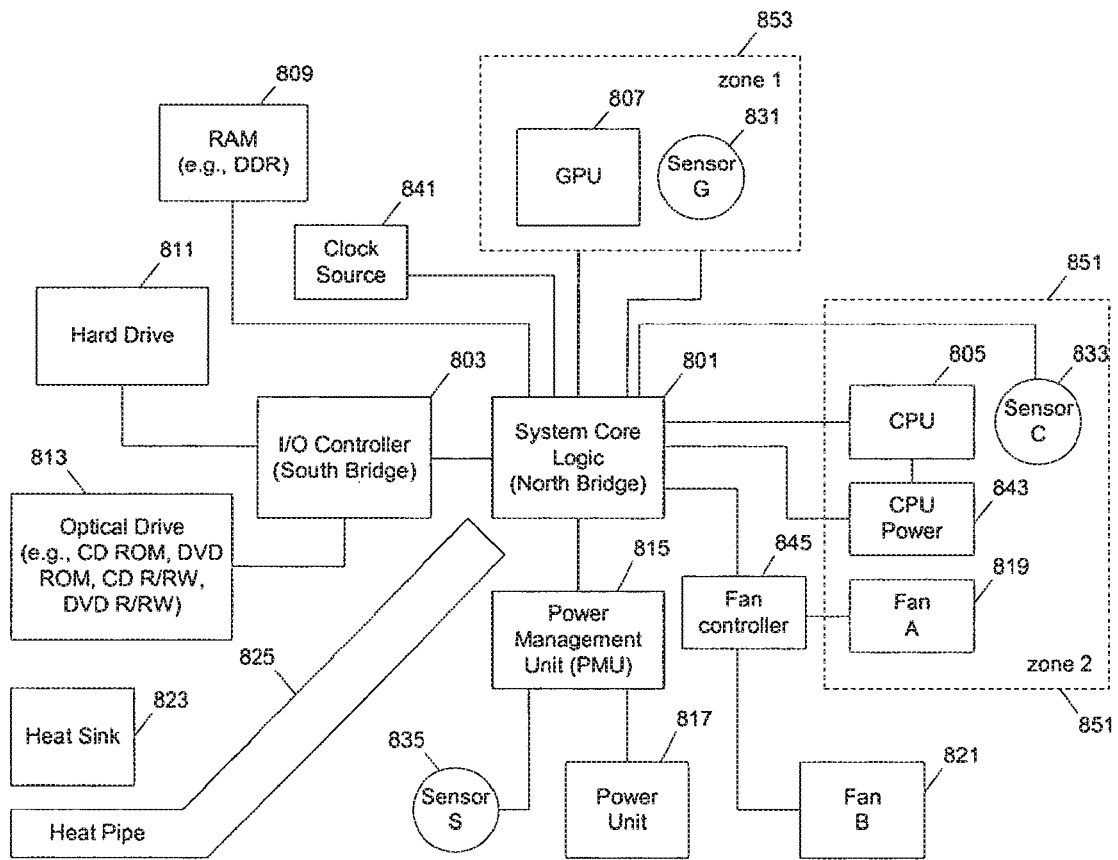 853
zone 1
809
807
831
RAM
(e.g., DDR)
GPU
Sensor
G
841
Clock
Source
811
851
Hard Drive
803
801
805
833
I/O Controller
(South Bridge)
System Core
Logic
(North Bridge)
CPU
Sensor
C
813
CPU
Power
843
Optical Drive
(e.g., CD ROM, DVD
ROM, CD R/RW,
DVD R/RW)
815
845
819
Power
Management
Unit (PMU)
Fan
controller
Fan
A
825
zone 2
823
851
Heat Sink
835
817
821
Sensor
S
Power
Unit
Fan
B
Heat Pipe